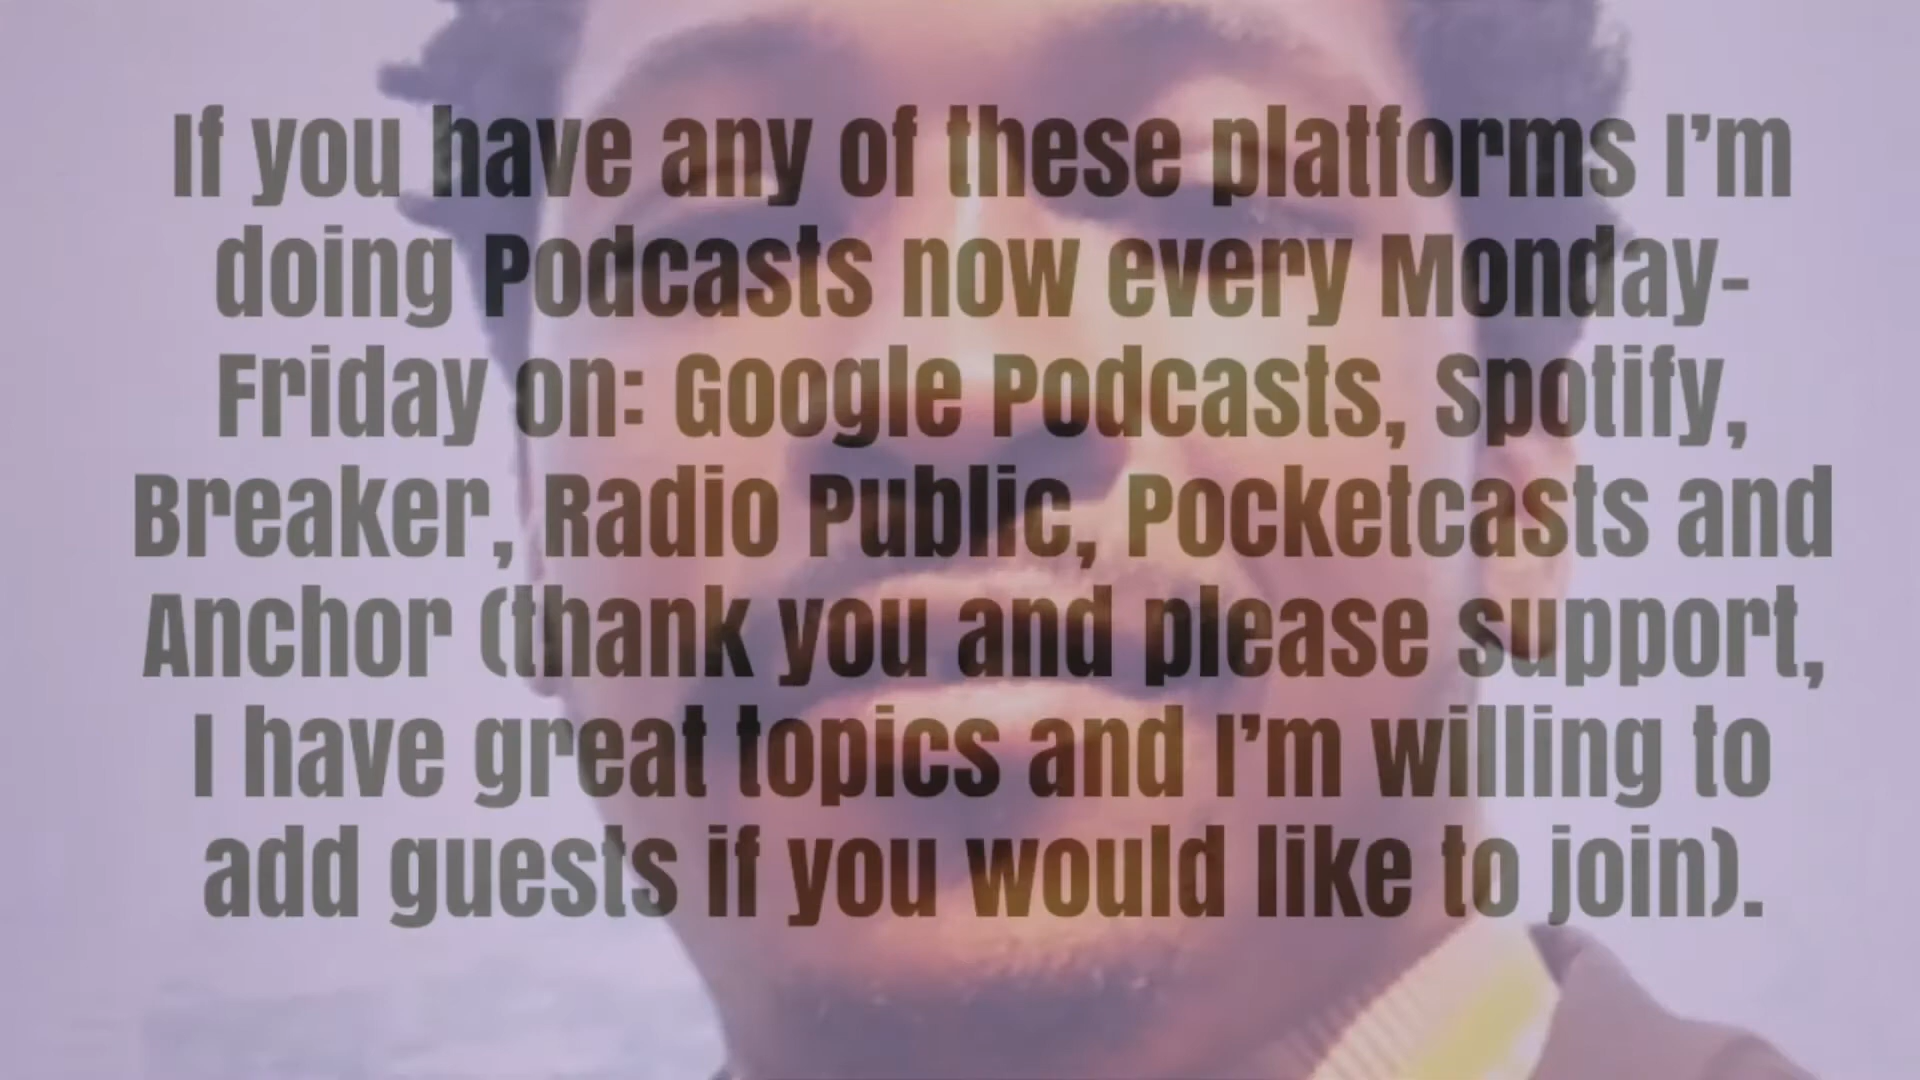 If you have any of these platforms I'm
doing Podcasts now every Monday-
Friday on: Google Podcasts, Spotify,
Breaker, Radio Public, Pocketcasts and
Anchor (thank you and please support,
I have great topics and I'm willing to
add guests if you would like to join).